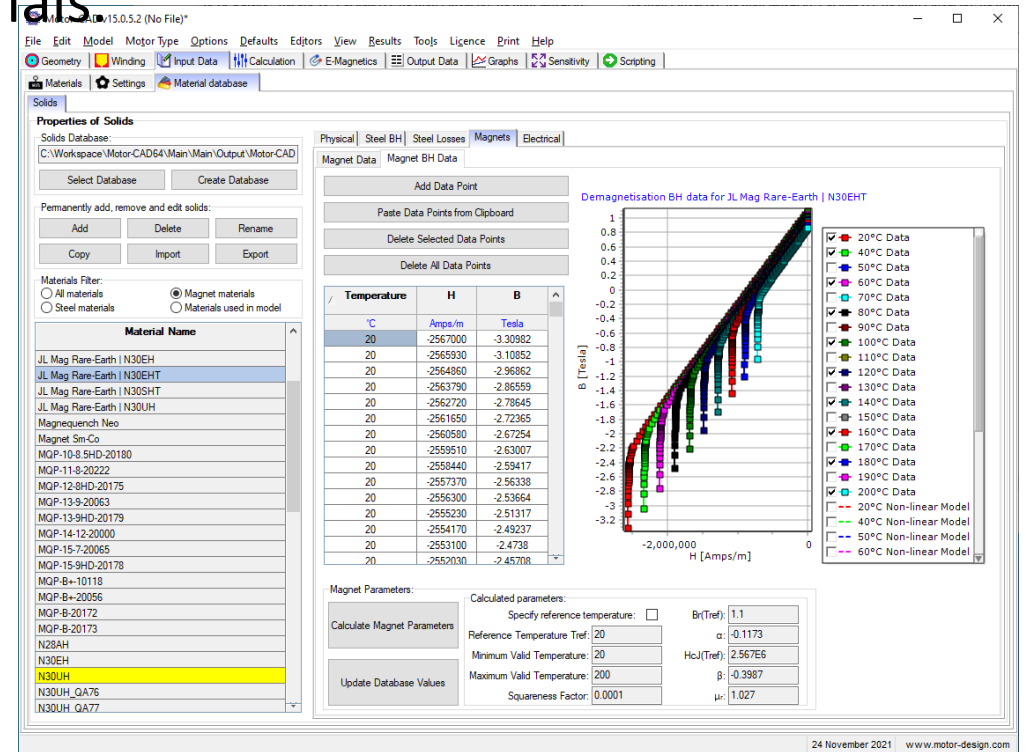 ials.
Motor-CAD v15.0.5.2 (No File)*
File Edit Model Motor Type Options Defaults Editors View Results Tools Licence Print Help
Geometry Winding Input Data Calculation E-Magnetics Output Data Graphs Sensitivity Scripting
Materials Settings Material database
Solids
Properties of Solids
Solids Database:
C:\Workspace\Motor-CAD64\Main\Main\Output\Motor-CAD
Select Database Create Database
Permanently add, remove and edit solids:
Add Delete Rename
Copy Import Export
Materials Filter:
All materials Magnet materials
Steel materials Materials used in model
Material Name
JL Mag Rare-Earth | N30EH
JL Mag Rare-Earth | N30EHT
JL Mag Rare-Earth | N30SHT
JL Mag Rare-Earth | N30UH
Magnequench Neo
Magnet Sm-Co
MQP-10-8.5HD-20180
MQP-11-8-20222
MQP-12-8HD-20175
MQP-13-9-20063
MQP-13-9HD-20179
MQP-14-12-20000
MQP-15-7-20065
MQP-15-9HD-20178
MQP-B+-10118
MQP-B+-20056
MQP-B-20172
MQP-B-20173
N28AH
N30EH
N30UH
N30UH_QA76
N30UH_QA77
Physical Steel BH Steel Losses Magnets Electrical
Magnet Data Magnet BH Data
Add Data Point
Paste Data Points from Clipboard
Delete Selected Data Points
Delete All Data Points
Temperature H B
°C Amps/m Tesla
20 -2567000 -3.30982
20 -2565930 -3.10852
20 -2564860 -2.96862
20 -2563790 -2.86559
20 -2562720 -2.78645
20 -2561650 -2.72365
20 -2560580 -2.67254
20 -2559510 -2.63007
20 -2558440 -2.59417
20 -2557370 -2.56338
20 -2556300 -2.53664
20 -2555230 -2.51317
20 -2554170 -2.49237
20 -2553100 -2.4738
20 -2552030 -2.45708
Demagnetisation BH data for JL Mag Rare-Earth | N30EHT
1
0.8
0.6
0.4
0.2
0
-0.2
-0.4
-0.6
-0.8
-1
-1.2
-1.4
-1.6
-1.8
-2
-2.2
-2.4
-2.6
-2.8
-3
-3.2
B [Tesla]
-2,000,000 0
H [Amps/m]
20°C Data
40°C Data
50°C Data
60°C Data
70°C Data
80°C Data
90°C Data
100°C Data
110°C Data
120°C Data
130°C Data
140°C Data
150°C Data
160°C Data
170°C Data
180°C Data
190°C Data
200°C Data
20°C Non-linear Model
40°C Non-linear Model
50°C Non-linear Model
60°C Non-linear Model
Magnet Parameters:
Calculate Magnet Parameters
Update Database Values
Calculated parameters:
Specify reference temperature: Br(Tref): 1.1
Reference Temperature Tref: 20 α: -0.1173
Minimum Valid Temperature: 20 HcJ(Tref): 2.567E6
Maximum Valid Temperature: 200 β: -0.3987
Squareness Factor: 0.0001 μr: 1.027
24 November 2021 www.motor-design.com